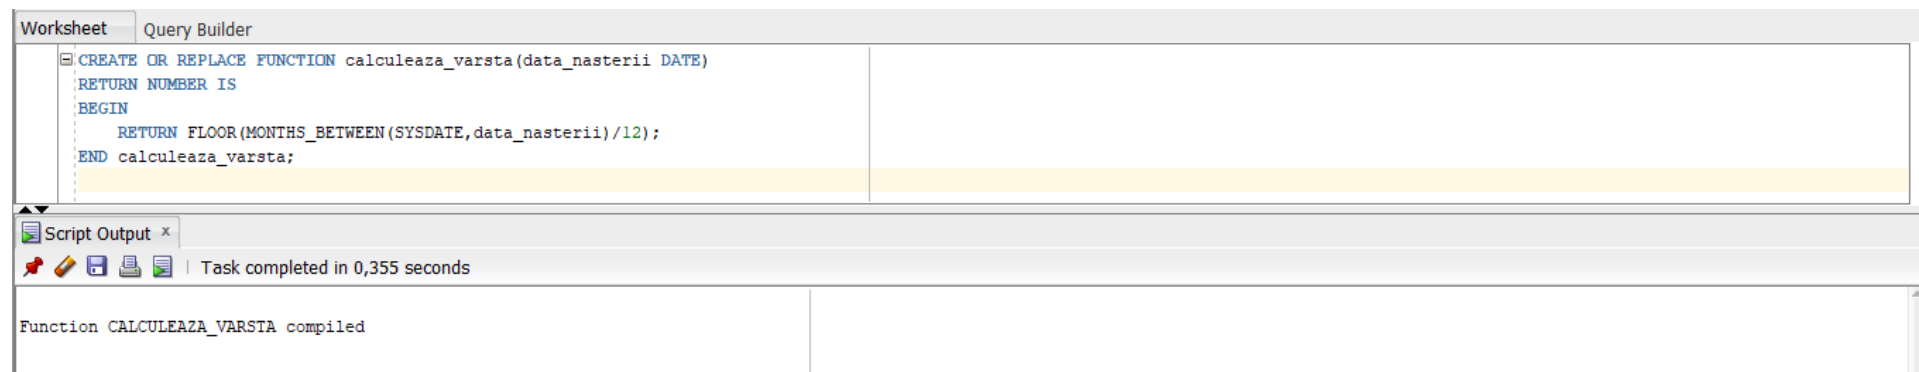 Worksheet Query Builder
CREATE OR REPLACE FUNCTION calculeaza_varsta(data_nasterii DATE)
RETURN NUMBER IS
BEGIN
    RETURN FLOOR(MONTHS_BETWEEN(SYSDATE,data_nasterii)/12);
END calculeaza_varsta;
Script Output x
Task completed in 0,355 seconds
Function CALCULEAZA_VARSTA compiled